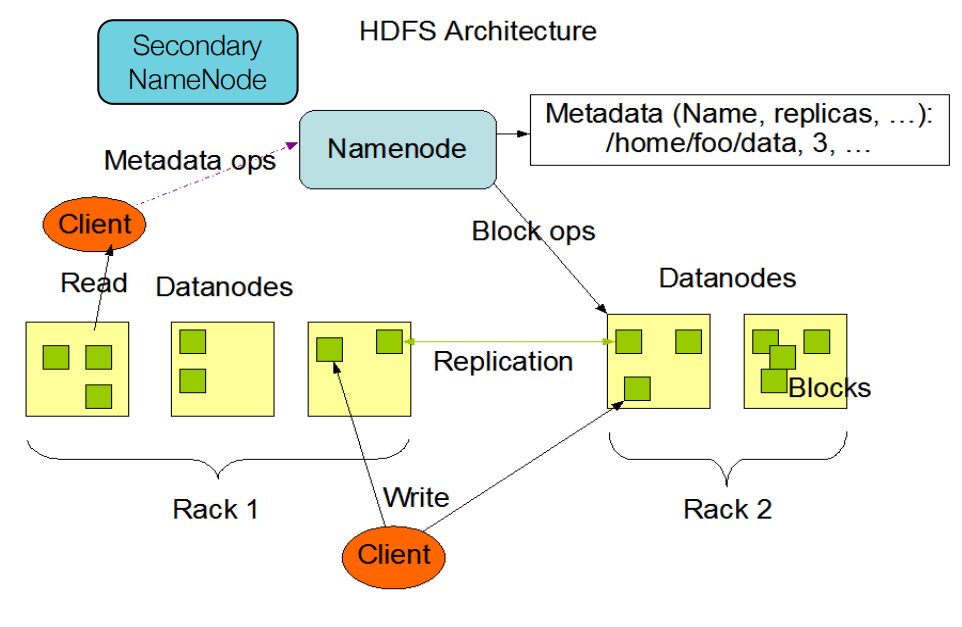 HDFS Architecture
Secondary
NameNode
Metadata (Name, replicas, …):
/home/foo/data, 3, …
Namenode
Metadata ops
Client
Block ops
Read
Datanodes
Datanodes
Replication
Blocks
Rack 1
Write
Rack 2
Client